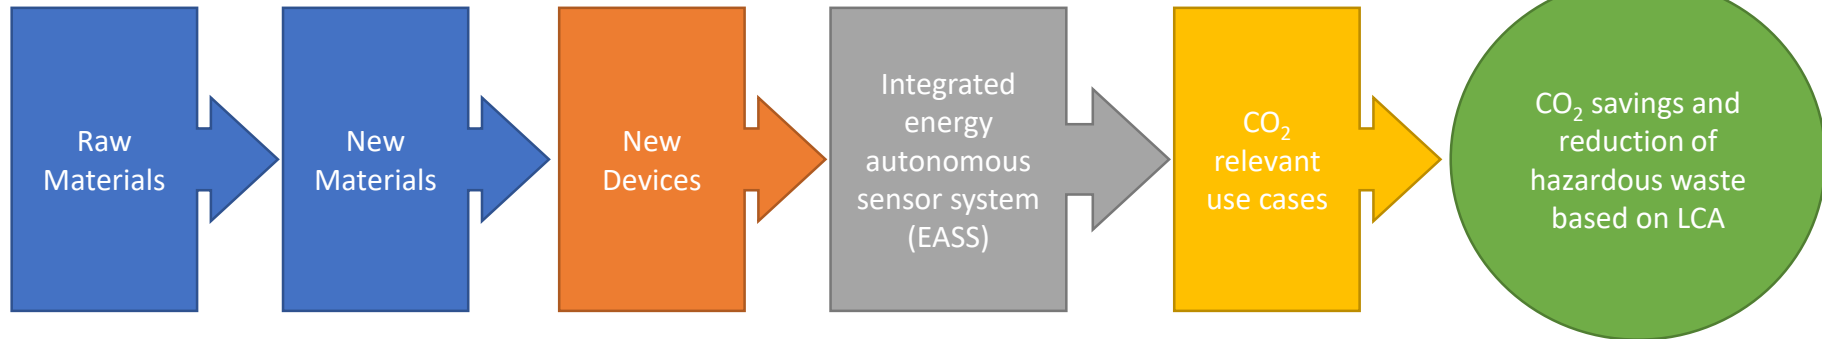 Raw
Materials
New
Materials
New
Devices
Integrated
energy
autonomous
sensor system
(EASS)
CO₂
relevant
use cases
CO₂ savings and
reduction of
hazardous waste
based on LCA